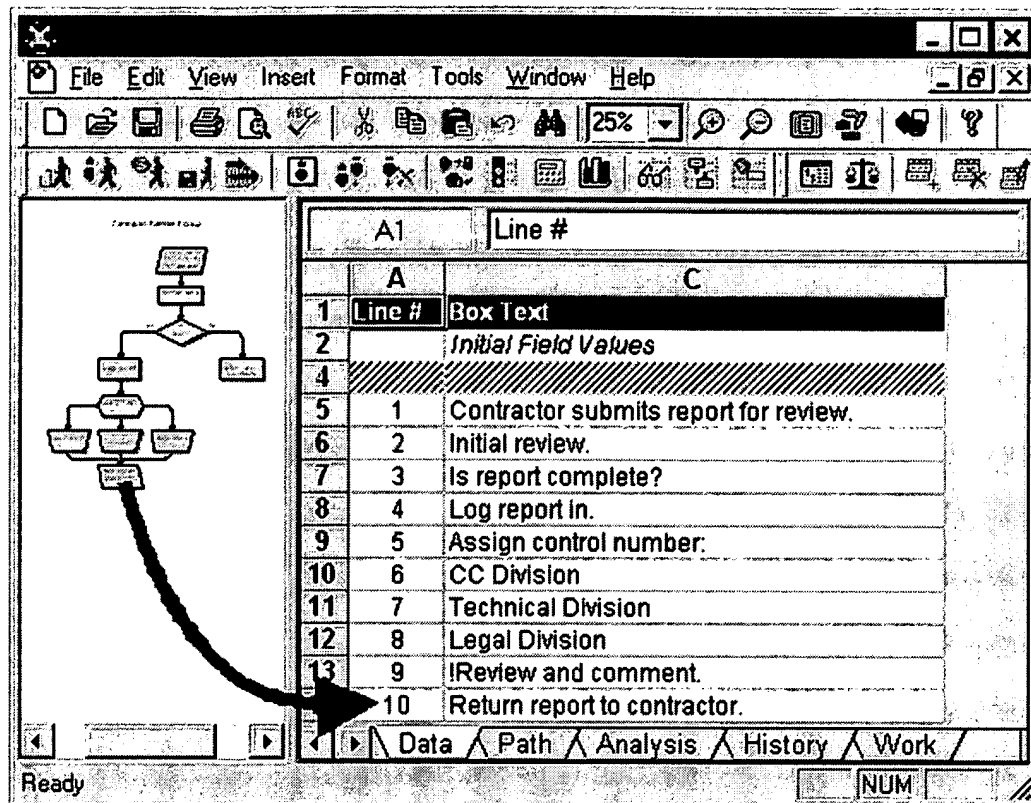 File Edit View Insert Format Tools Window Help
ABC 25%
A1 Line #
A C
1 Line # Box Text
2 Initial Field Values
4
5 1 Contractor submits report for review.
6 2 Initial review.
7 3 Is report complete?
8 4 Log report in.
9 5 Assign control number:
10 6 CC Division
11 7 Technical Division
12 8 Legal Division
13 9 !Review and comment.
10 Return report to contractor.
Data Path Analysis History Work
Ready NUM